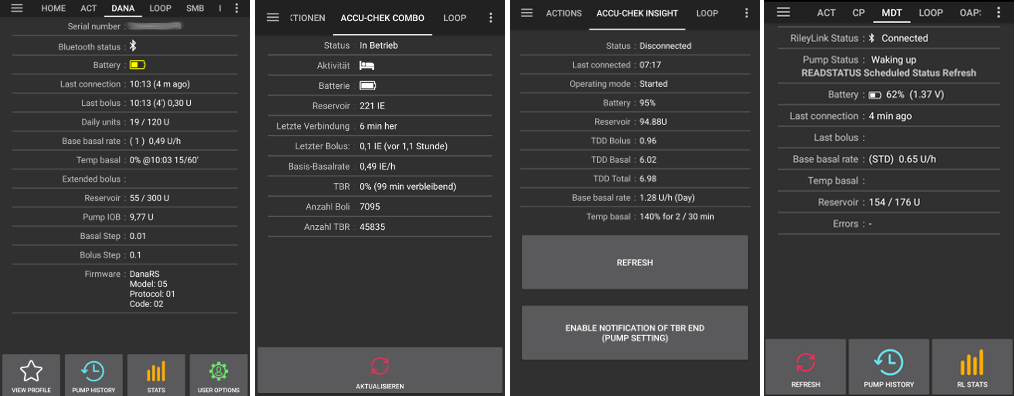 HOME ACT DANA LOOP SMB I
Serial number :
Bluetooth status :
Battery :
Last connection : 10:13 (4 m ago)
Last bolus : 10:13 (4') 0,30 U
Daily units : 19 / 120 U
Base basal rate : ( 1 ) 0,49 U/h
Temp basal : 0% @10:03 15/60'
Extended bolus :
Reservoir : 55 / 300 U
Pump IOB : 9,77 U
Basal Step : 0.01
Bolus Step : 0.1
Firmware : DanaRS
Model: 05
Protocol: 01
Code: 02
VIEW PROFILE PUMP HISTORY STATS USER OPTIONS
KTIONEN ACCU-CHEK COMBO LOOP
Status : In Betrieb
Aktivität :
Batterie :
Reservoir : 221 IE
Letzte Verbindung : 6 min her
Letzter Bolus: : 0,1 IE (vor 1,1 Stunde)
Basis-Basalrate : 0,49 IE/h
TBR : 0% (99 min verbleibend)
Anzahl Boli : 7095
Anzahl TBR : 45835
AKTUALISIEREN
ACTIONS ACCU-CHEK INSIGHT LOOP
Status : Disconnected
Last connected : 07:17
Operating mode : Started
Battery : 95%
Reservoir : 94.88U
TDD Bolus : 0.96
TDD Basal : 6.02
TDD Total : 6.98
Base basal rate : 1.28 U/h (Day)
Temp basal : 140% for 2 / 30 min
REFRESH
ENABLE NOTIFICATION OF TBR END
(PUMP SETTING)
ACT CP MDT LOOP OAPS
RileyLink Status : Connected
Pump Status : Waking up
READSTATUS Scheduled Status Refresh
Battery : 62% (1.37 V)
Last connection : 4 min ago
Last bolus :
Base basal rate : (STD) 0.65 U/h
Temp basal :
Reservoir : 154 / 176 U
Errors : -
REFRESH PUMP HISTORY RL STATS